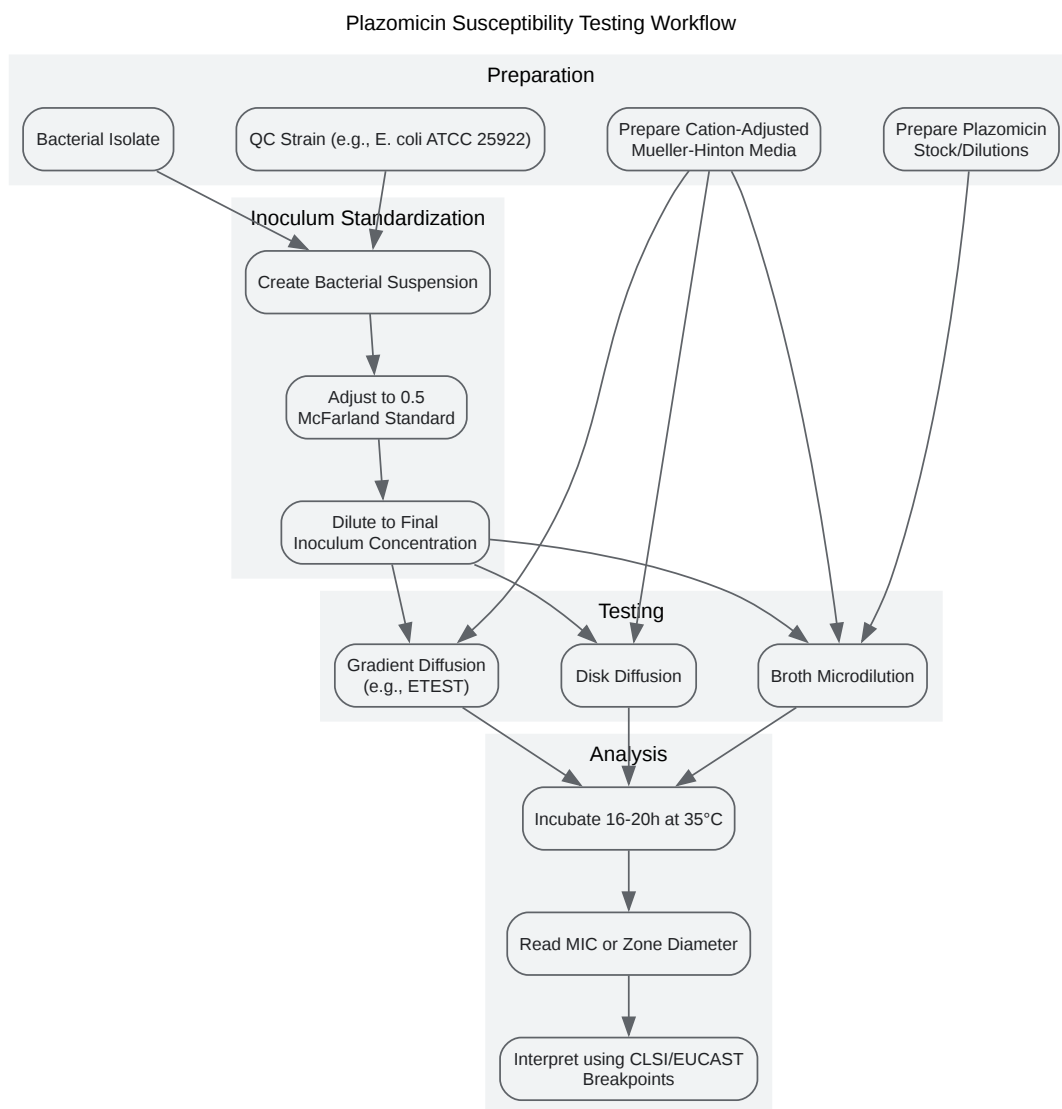 Plazomicin Susceptibility Testing Workflow
Preparation
Bacterial Isolate
QC Strain (e.g., E. coli ATCC 25922)
Prepare Cation-Adjusted
Mueller-Hinton Media
Prepare Plazomicin
Stock/Dilutions
Inoculum Standardization
Create Bacterial Suspension
Adjust to 0.5
McFarland Standard
Dilute to Final
Inoculum Concentration
Testing
Gradient Diffusion
(e.g., ETEST)
Disk Diffusion
Broth Microdilution
Analysis
Incubate 16-20h at 35°C
Read MIC or Zone Diameter
Interpret using CLSI/EUCAST
Breakpoints